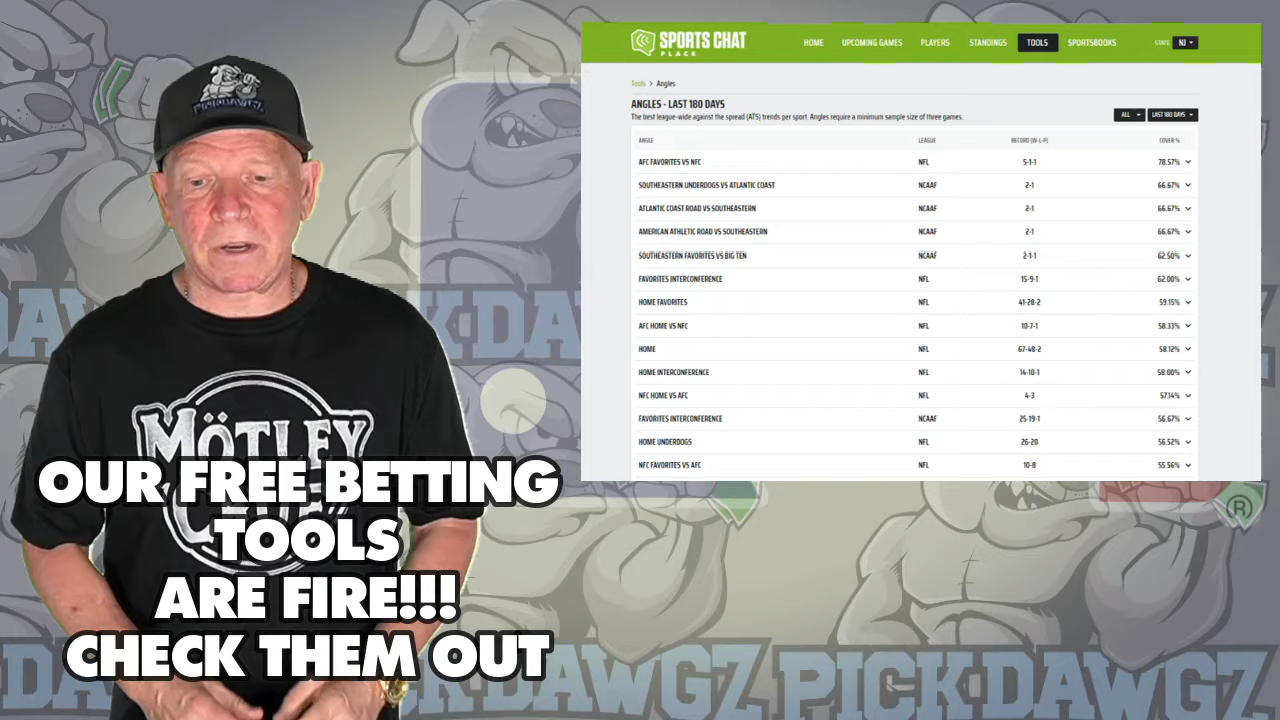 PICKDAWGZ
MÖTLEY
CRÜE
OUR FREE BETTING
TOOLS
ARE FIRE!!!
CHECK THEM OUT
SPORTS CHAT
PLACE
HOME UPCOMING GAMES PLAYERS STANDINGS TOOLS SPORTSBOOKS STATE NJ
Tools > Angles
ANGLES - LAST 180 DAYS
The best league-wide against the spread (ATS) trends per sport. Angles require a minimum sample size of three games.
ALL LAST 180 DAYS
ANGLE LEAGUE RECORD (W-L-P) COVER %
AFC FAVORITES VS NFC NFL 5-1-1 78.57%
SOUTHEASTERN UNDERDOGS VS ATLANTIC COAST NCAAF 2-1 66.67%
ATLANTIC COAST ROAD VS SOUTHEASTERN NCAAF 2-1 66.67%
AMERICAN ATHLETIC ROAD VS SOUTHEASTERN NCAAF 2-1 66.67%
SOUTHEASTERN FAVORITES VS BIG TEN NCAAF 2-1-1 62.50%
FAVORITES INTERCONFERENCE NFL 15-9-1 62.00%
HOME FAVORITES NFL 41-28-2 59.15%
AFC HOME VS NFC NFL 10-7-1 58.33%
HOME NFL 67-48-2 58.12%
HOME INTERCONFERENCE NFL 14-10-1 58.00%
NFC HOME VS AFC NFL 4-3 57.14%
FAVORITES INTERCONFERENCE NCAAF 25-19-1 56.67%
HOME UNDERDOGS NFL 26-20 56.52%
NFC FAVORITES VS AFC NFL 10-8 55.56%
®
PICKDAWGZ
PICKDAWGZ